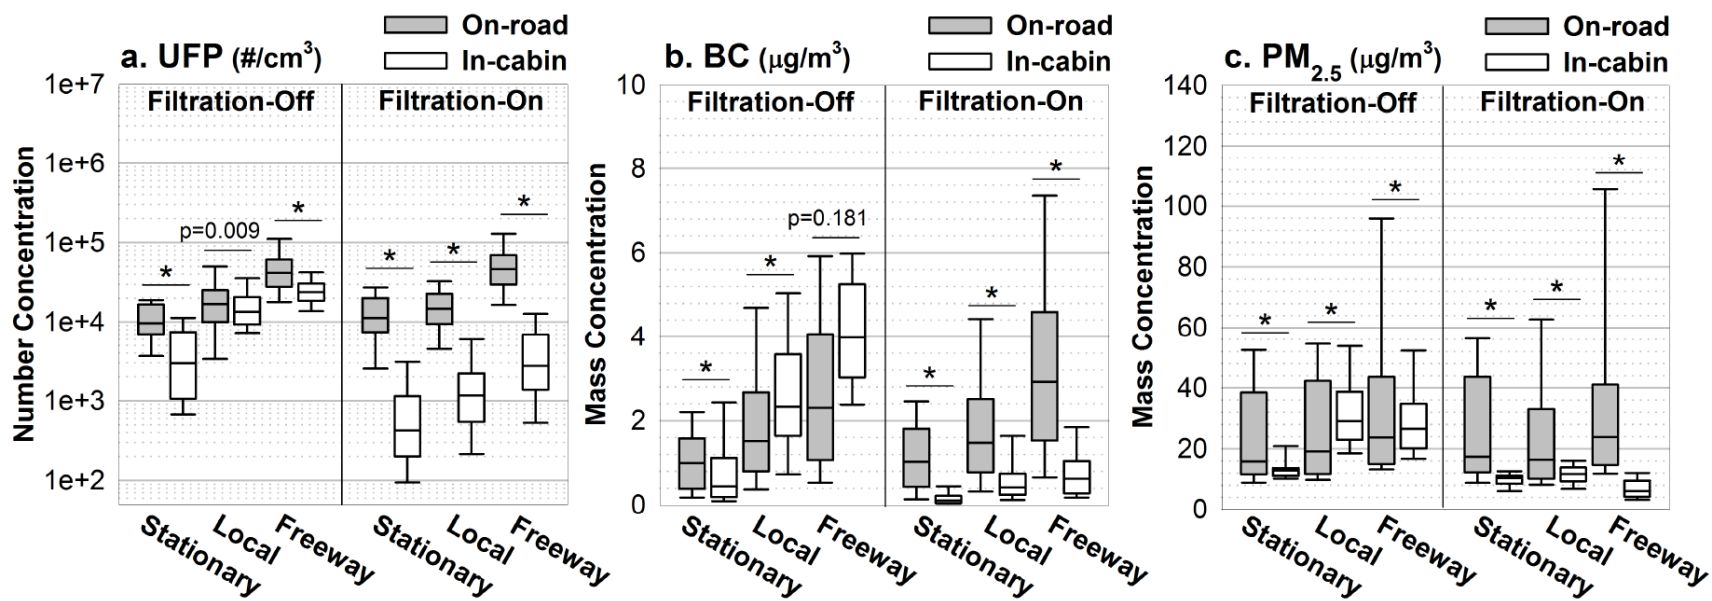 On-road
In-cabin
a. UFP (#/cm³)
Filtration-Off
Filtration-On
Number Concentration
1e+7
1e+6
1e+5
1e+4
1e+3
1e+2
*
p=0.009
*
*
*
*
Stationary
Local
Freeway
Stationary
Local
Freeway
On-road
In-cabin
b. BC (μg/m³)
Filtration-Off
Filtration-On
Mass Concentration
10
8
6
4
2
0
*
*
p=0.181
*
*
*
Stationary
Local
Freeway
Stationary
Local
Freeway
On-road
In-cabin
c. PM₂.₅ (μg/m³)
Filtration-Off
Filtration-On
Mass Concentration
140
120
100
80
60
40
20
0
*
*
*
*
*
*
Stationary
Local
Freeway
Stationary
Local
Freeway